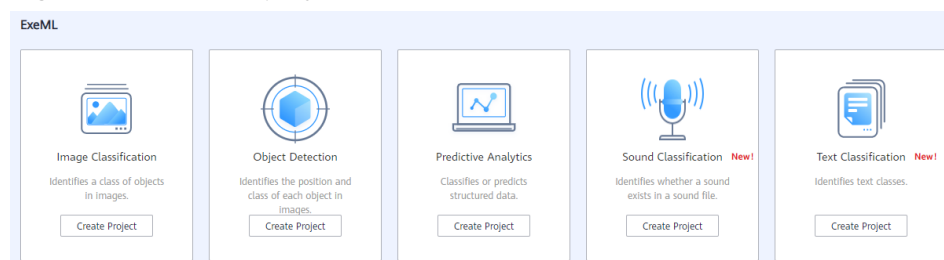 ExeML
Image Classification
Identifies a class of objects
in images.
Create Project
Object Detection
Identifies the position and
class of each object in
images.
Create Project
Predictive Analytics
Classifies or predicts
structured data.
Create Project
Sound Classification New!
Identifies whether a sound
exists in a sound file.
Create Project
Text Classification New!
Identifies text classes.
Create Project